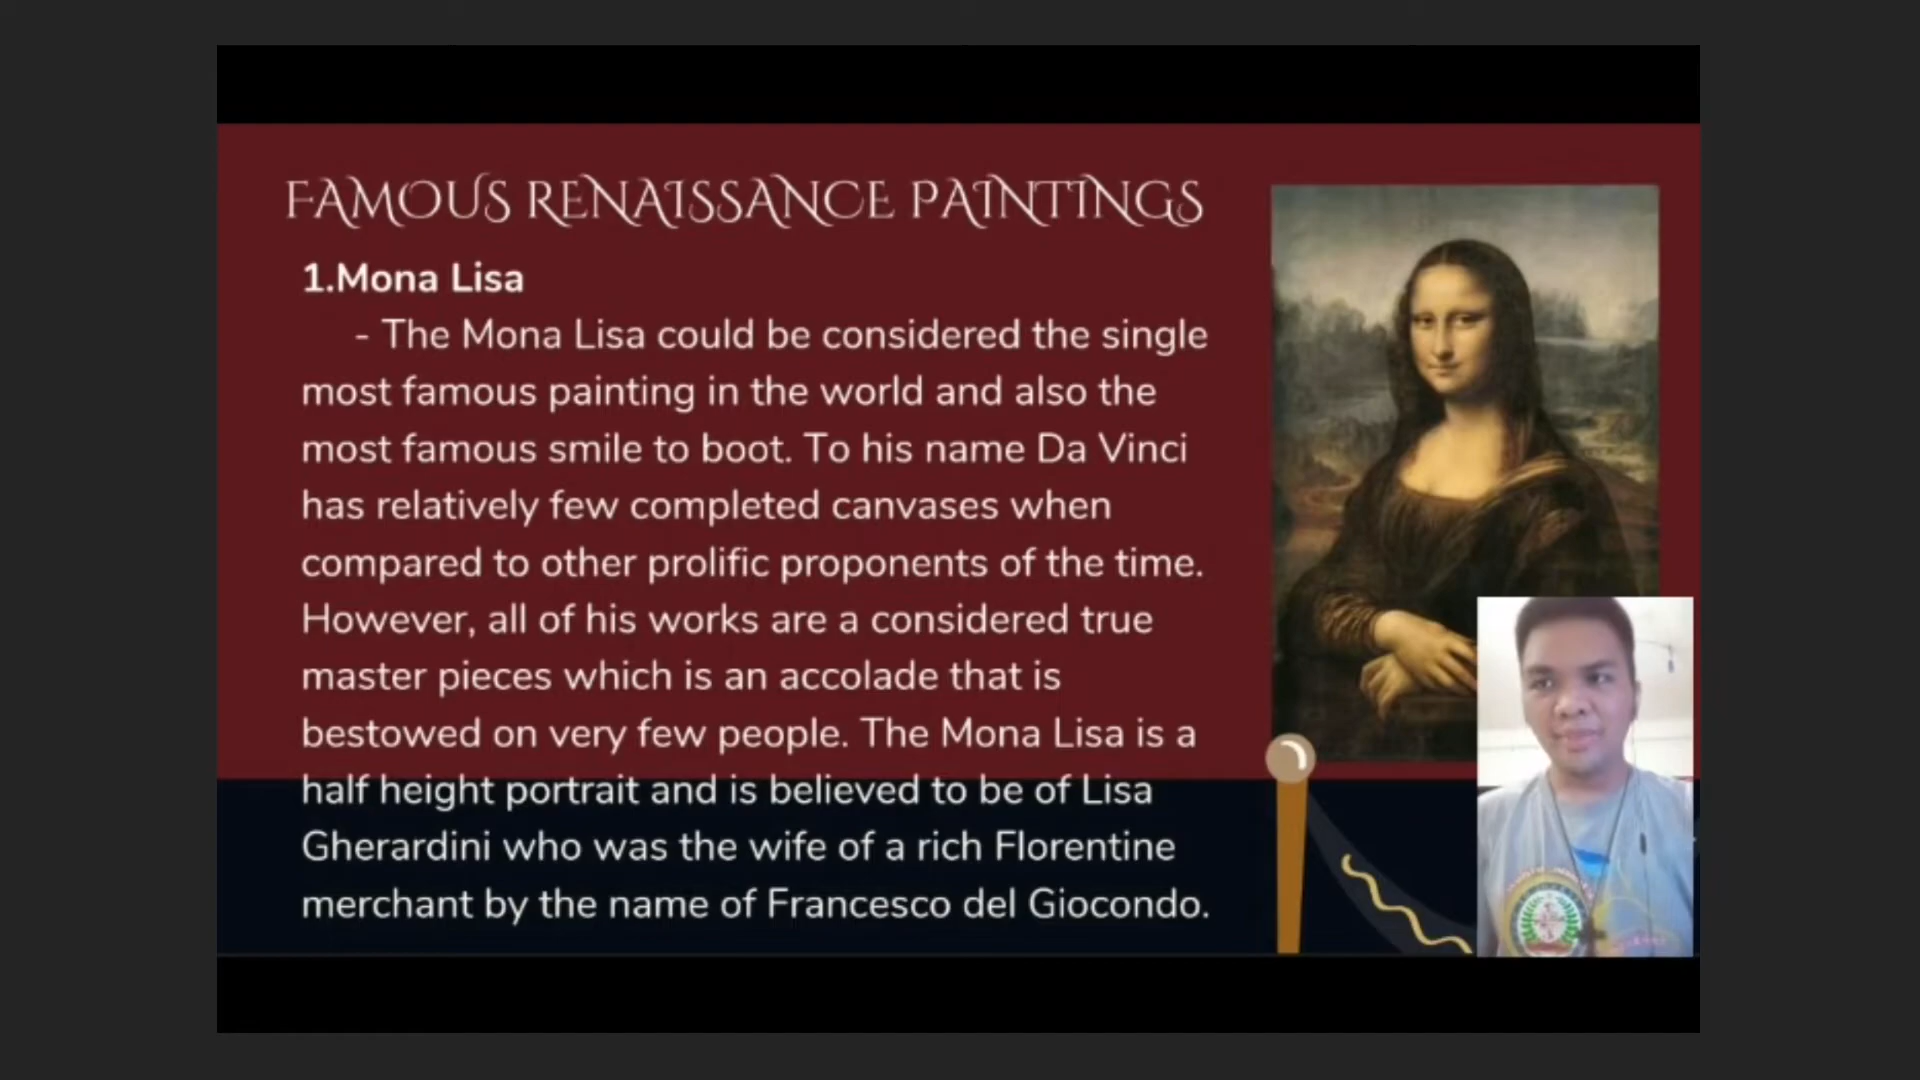 FAMOUS RENAISSANCE PAINTINGS
1.Mona Lisa
- The Mona Lisa could be considered the single
most famous painting in the world and also the
most famous smile to boot. To his name Da Vinci
has relatively few completed canvases when
compared to other prolific proponents of the time.
However, all of his works are a considered true
master pieces which is an accolade that is
bestowed on very few people. The Mona Lisa is a
half height portrait and is believed to be of Lisa
Gherardini who was the wife of a rich Florentine
merchant by the name of Francesco del Giocondo.